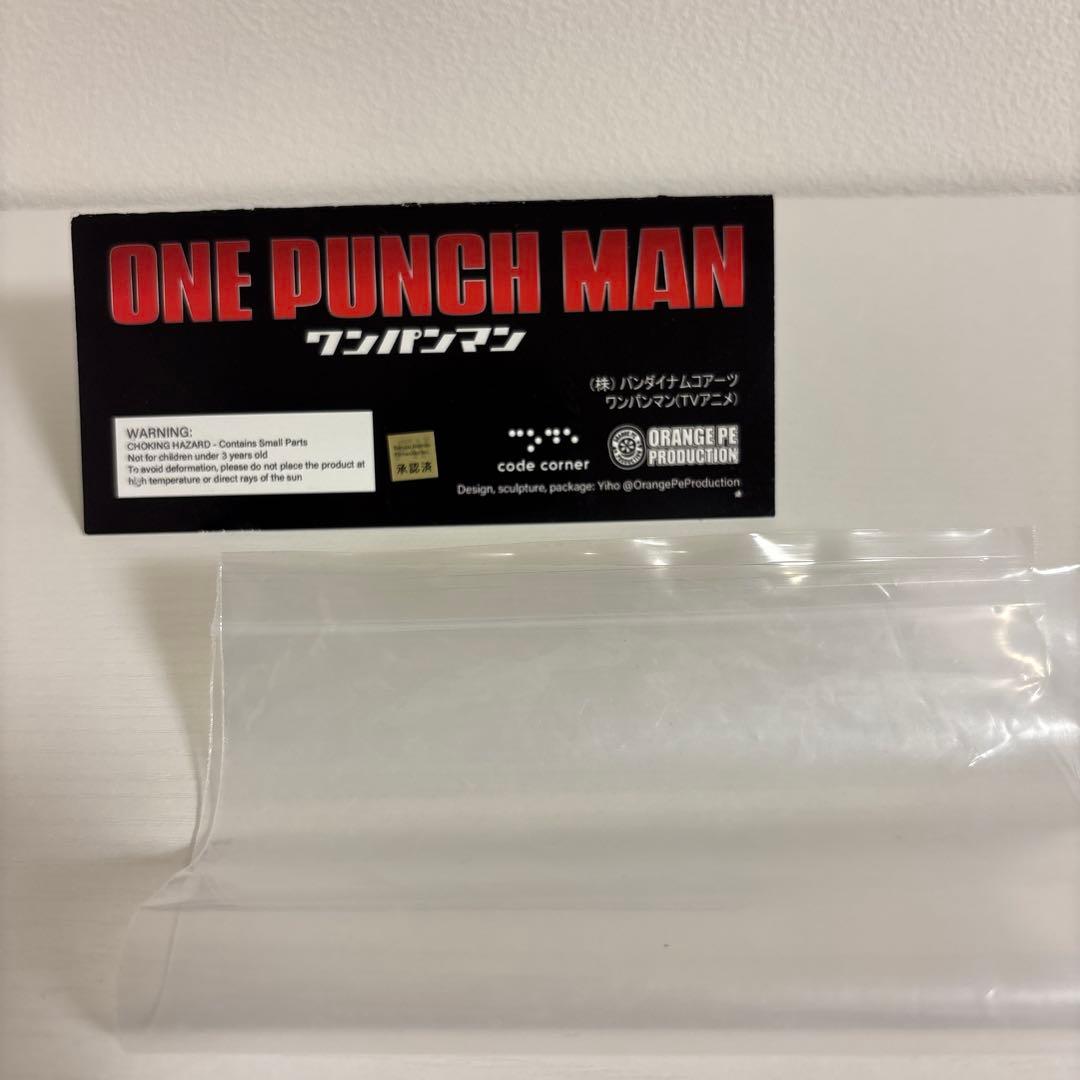 ONE PUNCH MAN
ワンパンマン
(株) バンダイナムコアーツ
ワンパンマン(TVアニメ)
WARNING:
CHOKING HAZARD - Contains Small Parts
Not for children under 3 years old
To avoid deformation, please do not place the product at
high temperature or direct rays of the sun
承認済
code corner
ORANGE PE
PRODUCTION
Design, sculpture, package: Yiho @OrangePeProduction